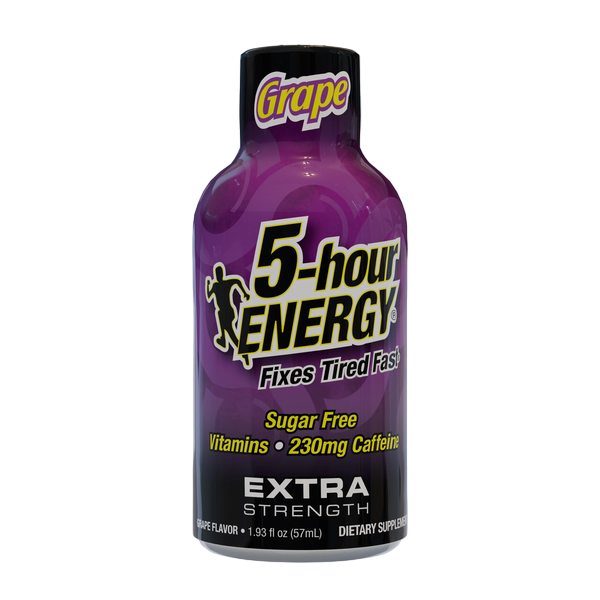 Grape
5-hour
ENERGY®
Fixes Tired Fast
Sugar Free
Vitamins • 230mg Caffeine
EXTRA
STRENGTH
GRAPE FLAVOR • 1.93 fl oz (57mL) DIETARY SUPPLEMENT